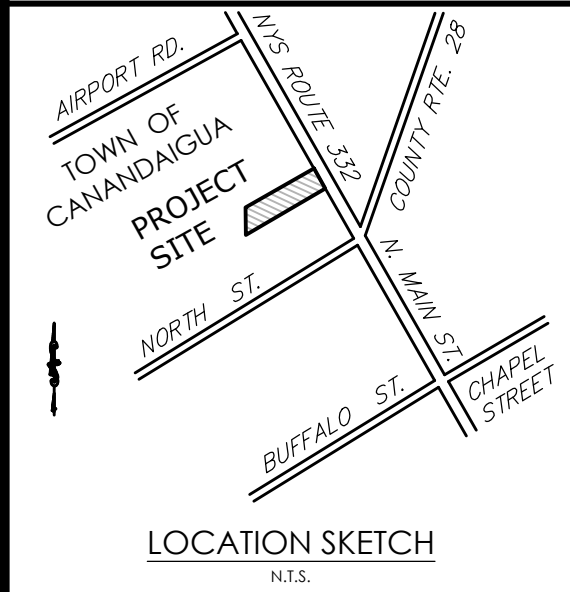 AIRPORT RD.
NYS ROUTE 332
COUNTY RTE. 28
TOWN OF
CANANDAIGUA
PROJECT
SITE
NORTH ST.
N. MAIN ST.
BUFFALO ST.
CHAPEL
STREET
LOCATION SKETCH
N.T.S.